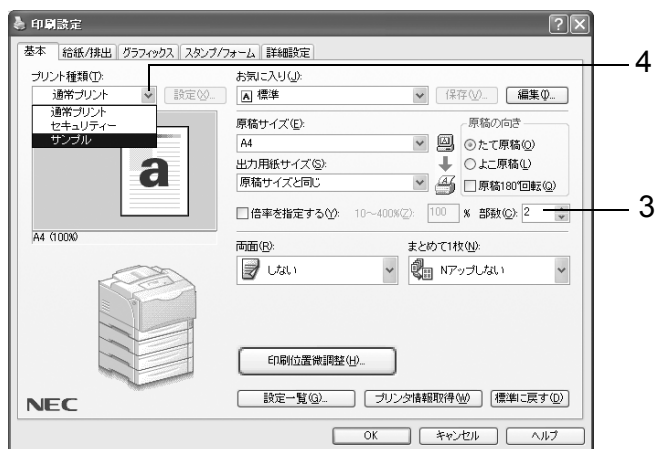 印刷設定
基本 給紙/排出 グラフィックス スタンプ/フォーム 詳細設定
プリント種類(T):
通常プリント 設定(X)...
通常プリント
セキュリティー
サンプル
a
A4 (100%)
NEC
お気に入り(J):
A 標準 保存(V)... 編集(I)...
原稿サイズ(E):
A4
出力用紙サイズ(S):
原稿サイズと同じ
原稿の向き
たて原稿(O)
よこ原稿(L)
原稿180°回転(Q)
倍率を指定する(Y): 10~400%(Z): 100 % 部数(C): 2
両面(R):
しない
まとめて1枚(N):
Nアップしない
印刷位置微調整(H)...
設定一覧(G)... プリンタ情報取得(W) 標準に戻す(D)
OK キャンセル ヘルプ
4
3